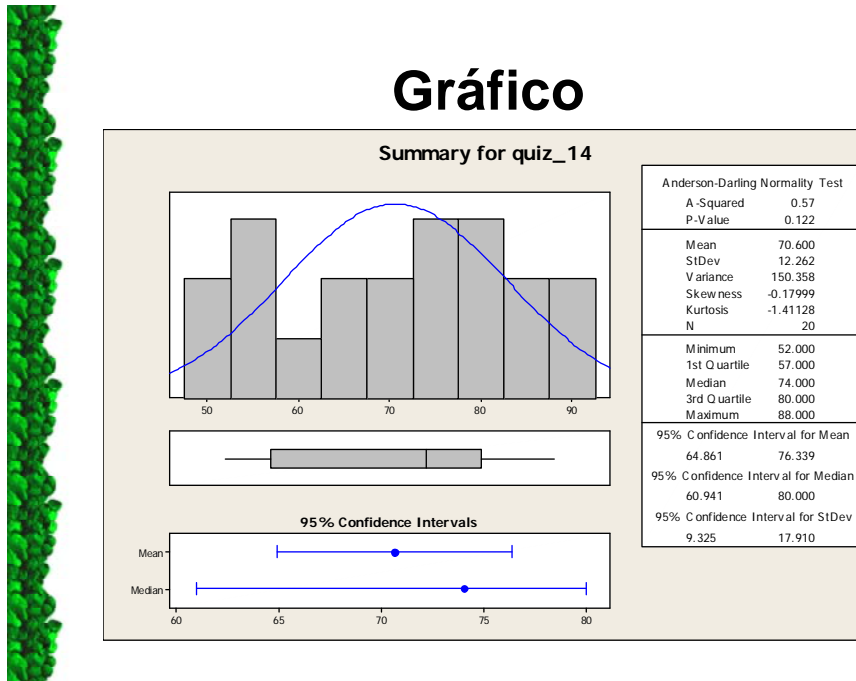 Gráfico
Summary for quiz_14
50 60 70 80 90
95% Confidence Intervals
Mean
Median
60 65 70 75 80
Anderson-Darling Normality Test
A-Squared 0.57
P-Value 0.122
Mean 70.600
StDev 12.262
Variance 150.358
Skewness -0.17999
Kurtosis -1.41128
N 20
Minimum 52.000
1st Quartile 57.000
Median 74.000
3rd Quartile 80.000
Maximum 88.000
95% Confidence Interval for Mean
64.861 76.339
95% Confidence Interval for Median
60.941 80.000
95% Confidence Interval for StDev
9.325 17.910